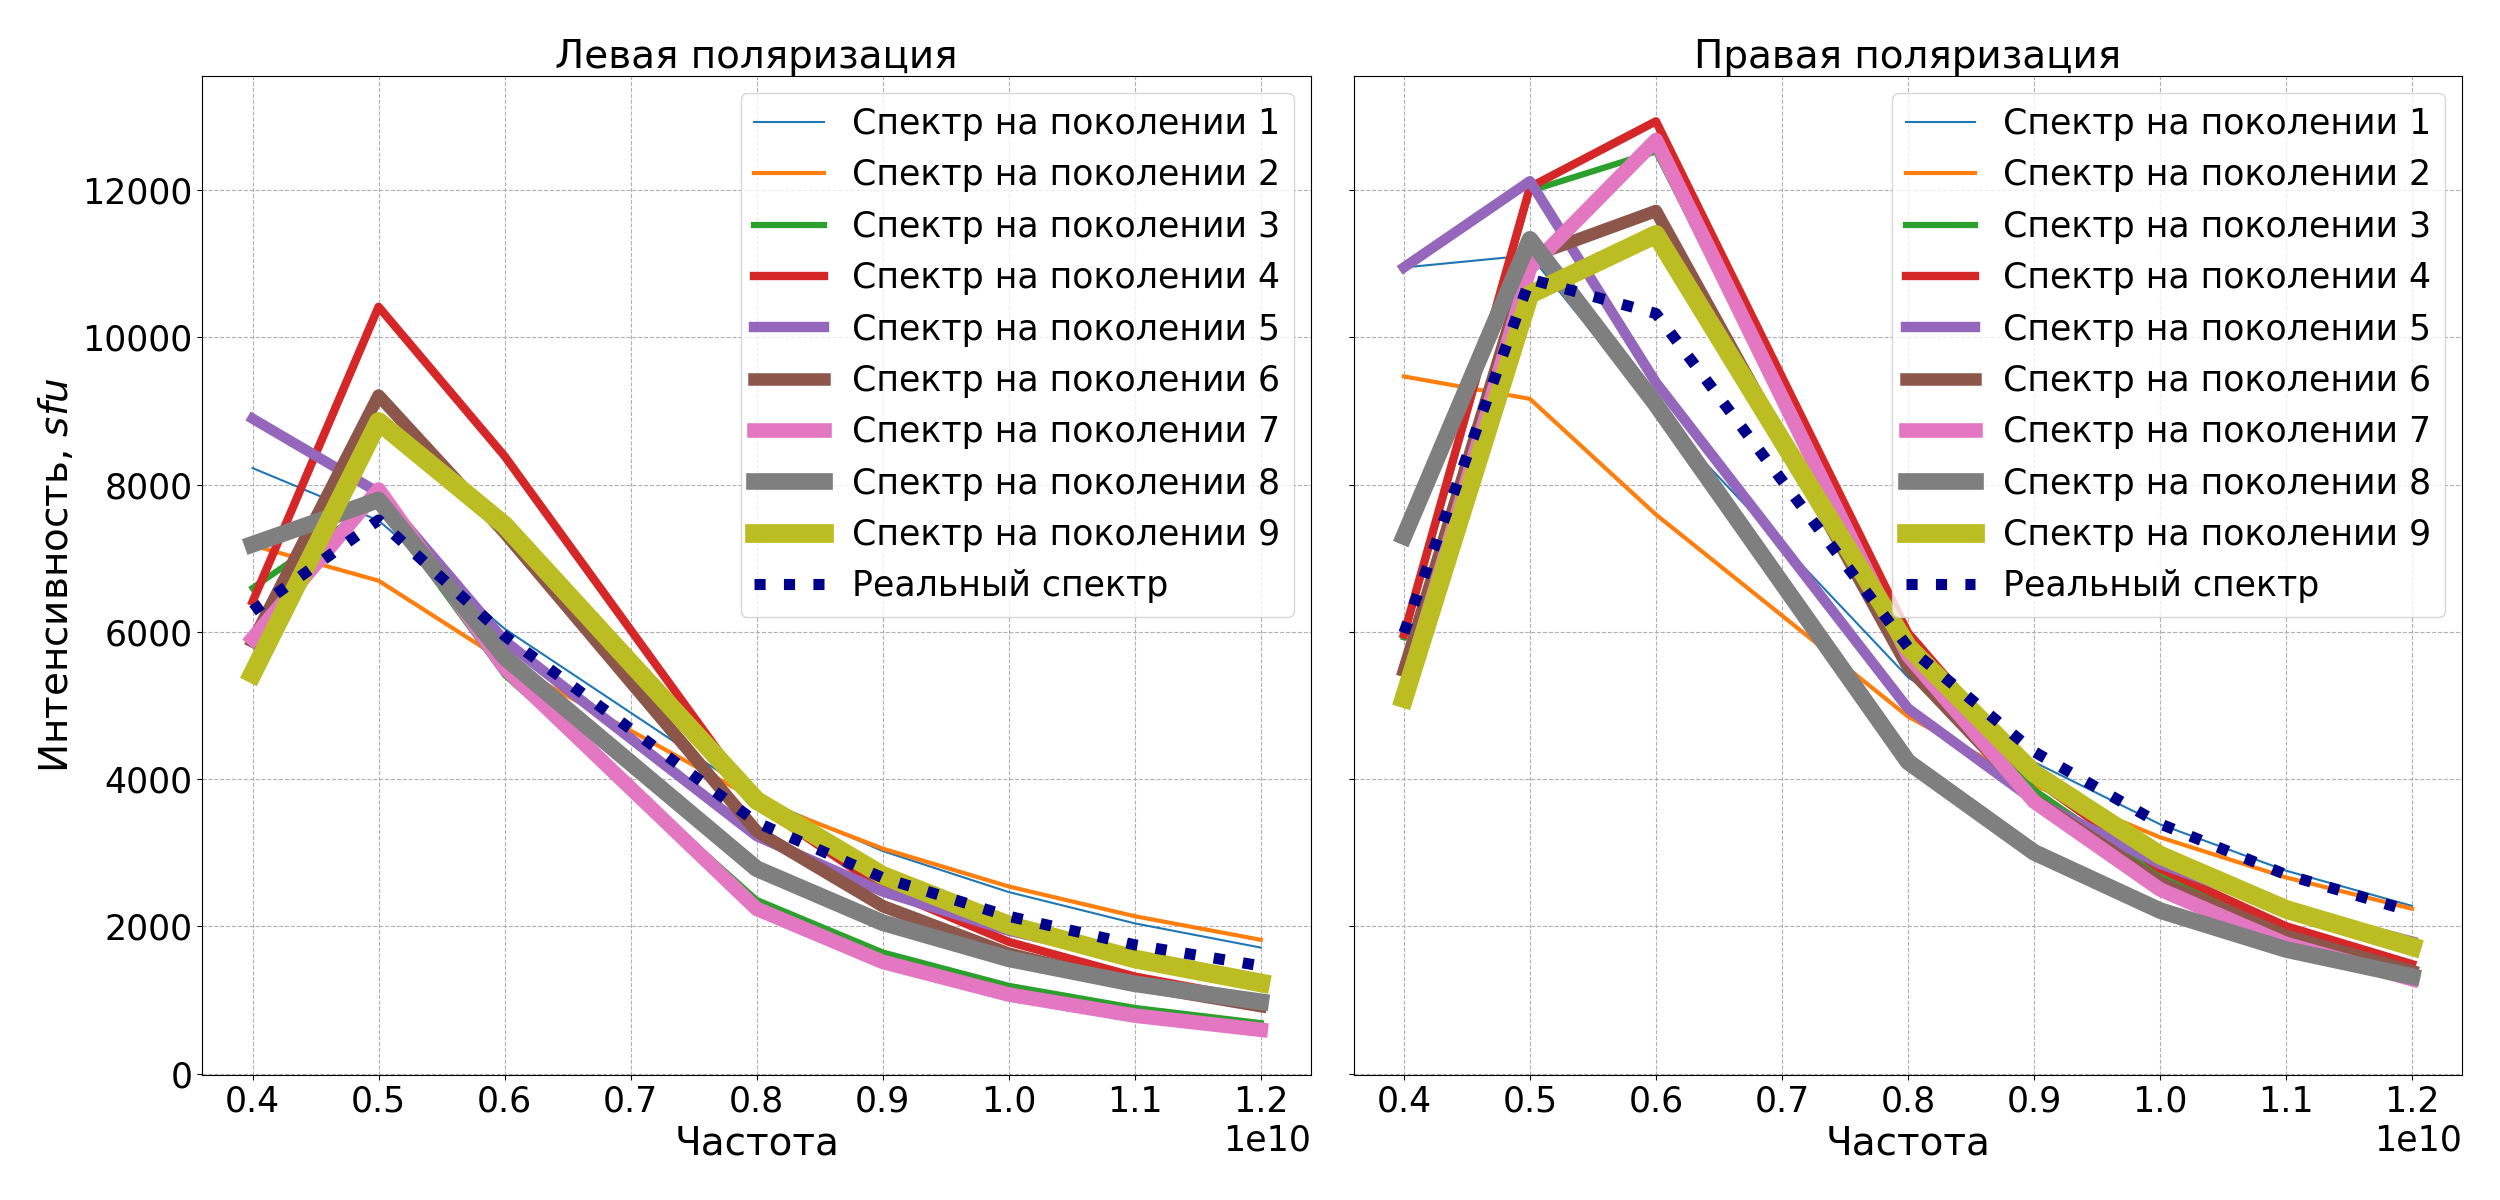 Левая поляризация
Спектр на поколении 1
Спектр на поколении 2
Спектр на поколении 3
Спектр на поколении 4
Спектр на поколении 5
Спектр на поколении 6
Спектр на поколении 7
Спектр на поколении 8
Спектр на поколении 9
Реальный спектр
Интенсивность, sfu
12000
10000
8000
6000
4000
2000
0
0.4 0.5 0.6 0.7 0.8 0.9 1.0 1.1 1.2
1e10
Частота
Правая поляризация
Спектр на поколении 1
Спектр на поколении 2
Спектр на поколении 3
Спектр на поколении 4
Спектр на поколении 5
Спектр на поколении 6
Спектр на поколении 7
Спектр на поколении 8
Спектр на поколении 9
Реальный спектр
0.4 0.5 0.6 0.7 0.8 0.9 1.0 1.1 1.2
1e10
Частота